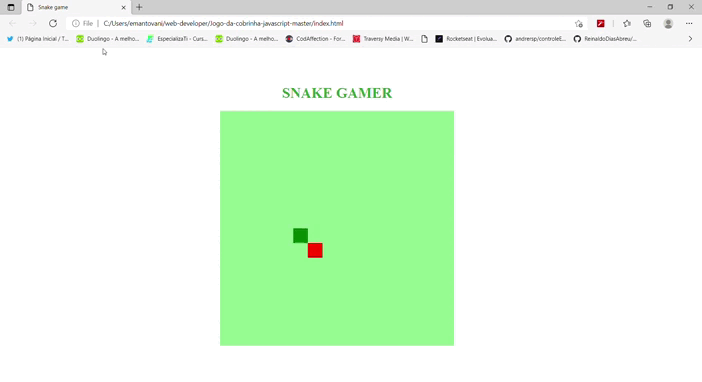 Snake game
File | C:/Users/emantovani/web-developer/Jogo-da-cobrinha-javascript-master/index.html
(1) Página Inicial / T... Duolingo - A melho... EspecializaTi - Curs... Duolingo - A melho... CodAffection - For... Traversy Media | W... Rocketseat | Evolua... andrersp/controleE... ReinaldoDiasAbreu/...
SNAKE GAMER